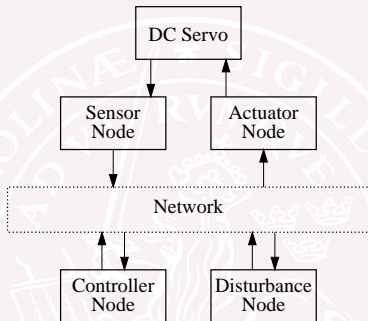 DC Servo
Sensor
Node
Actuator
Node
Network
Controller
Node
Disturbance
Node